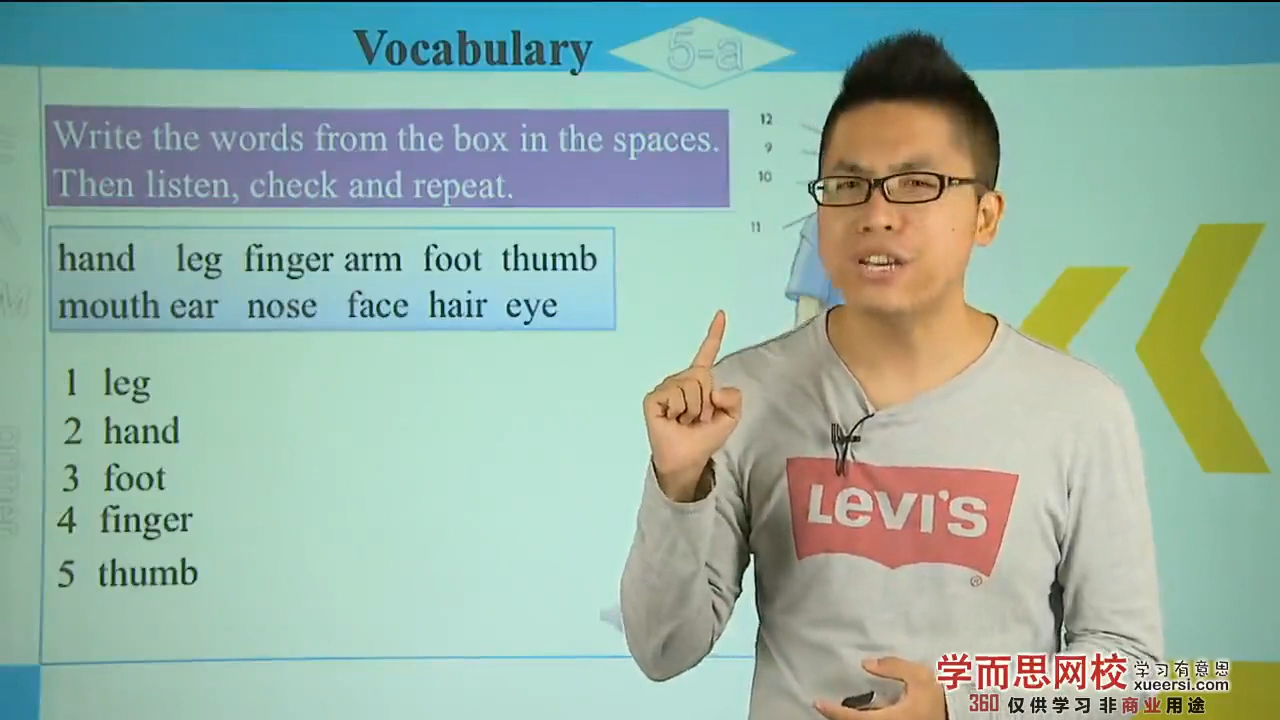 Vocabulary
5-a
Write the words from the box in the spaces.
Then listen, check and repeat.
hand leg finger arm foot thumb
mouth ear nose face hair eye
1 leg
2 hand
3 foot
4 finger
5 thumb
12
9
10
11
LEVI'S
®
学而思网校
学习有意思
xueersi.com
360 仅供学习 非商业用途